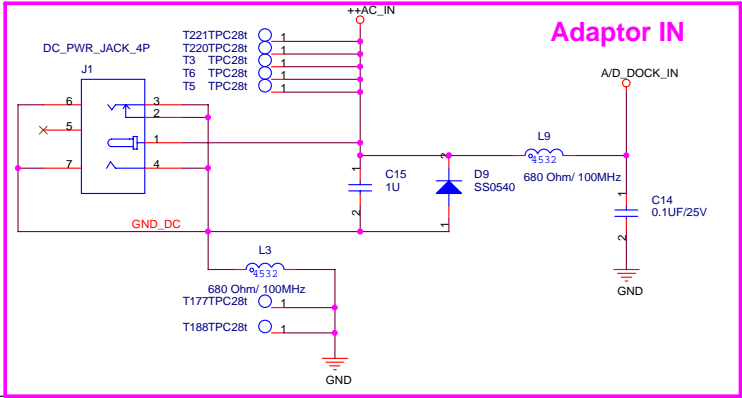 ++AC_IN
Adaptor IN
T221TPC28t 1
T220TPC28t 1
T3 TPC28t 1
T6 TPC28t 1
T5 TPC28t 1
DC_PWR_JACK_4P
J1
A/D_DOCK_IN
6 3
2
5
1
7 4
L9
4532
680 Ohm/ 100MHz
1
C15
1U
2
2
D9
SS0540
1
1
C14
0.1UF/25V
2
GND
GND_DC
L3
4532
680 Ohm/ 100MHz
T177TPC28t 1
T188TPC28t 1
GND